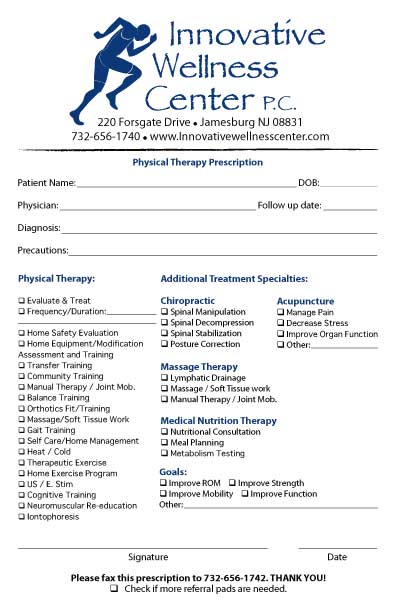 Innovative
Wellness
Center P.C.
220 Forsgate Drive • Jamesburg NJ 08831
732-656-1740 • www.Innovativewellnesscenter.com
Physical Therapy Prescription
Patient Name: DOB:
Physician: Follow up date:
Diagnosis:
Precautions:
Physical Therapy:
❑ Evaluate & Treat
❑ Frequency/Duration:
❑ Home Safety Evaluation
❑ Home Equipment/Modification
Assessment and Training
❑ Transfer Training
❑ Community Training
❑ Manual Therapy / Joint Mob.
❑ Balance Training
❑ Orthotics Fit/Training
❑ Massage/Soft Tissue Work
❑ Gait Training
❑ Self Care/Home Management
❑ Heat / Cold
❑ Therapeutic Exercise
❑ Home Exercise Program
❑ US / E. Stim
❑ Cognitive Training
❑ Neuromuscular Re-education
❑ Iontophoresis
Additional Treatment Specialties:
Chiropractic
❑ Spinal Manipulation
❑ Spinal Decompression
❑ Spinal Stabilization
❑ Posture Correction
Acupuncture
❑ Manage Pain
❑ Decrease Stress
❑ Improve Organ Function
❑ Other:
Massage Therapy
❑ Lymphatic Drainage
❑ Massage / Soft Tissue work
❑ Manual Therapy / Joint Mob.
Medical Nutrition Therapy
❑ Nutritional Consultation
❑ Meal Planning
❑ Metabolism Testing
Goals:
❑ Improve ROM ❑ Improve Strength
❑ Improve Mobility ❑ Improve Function
Other:
Signature Date
Please fax this prescription to 732-656-1742. THANK YOU!
❑ Check if more referral pads are needed.